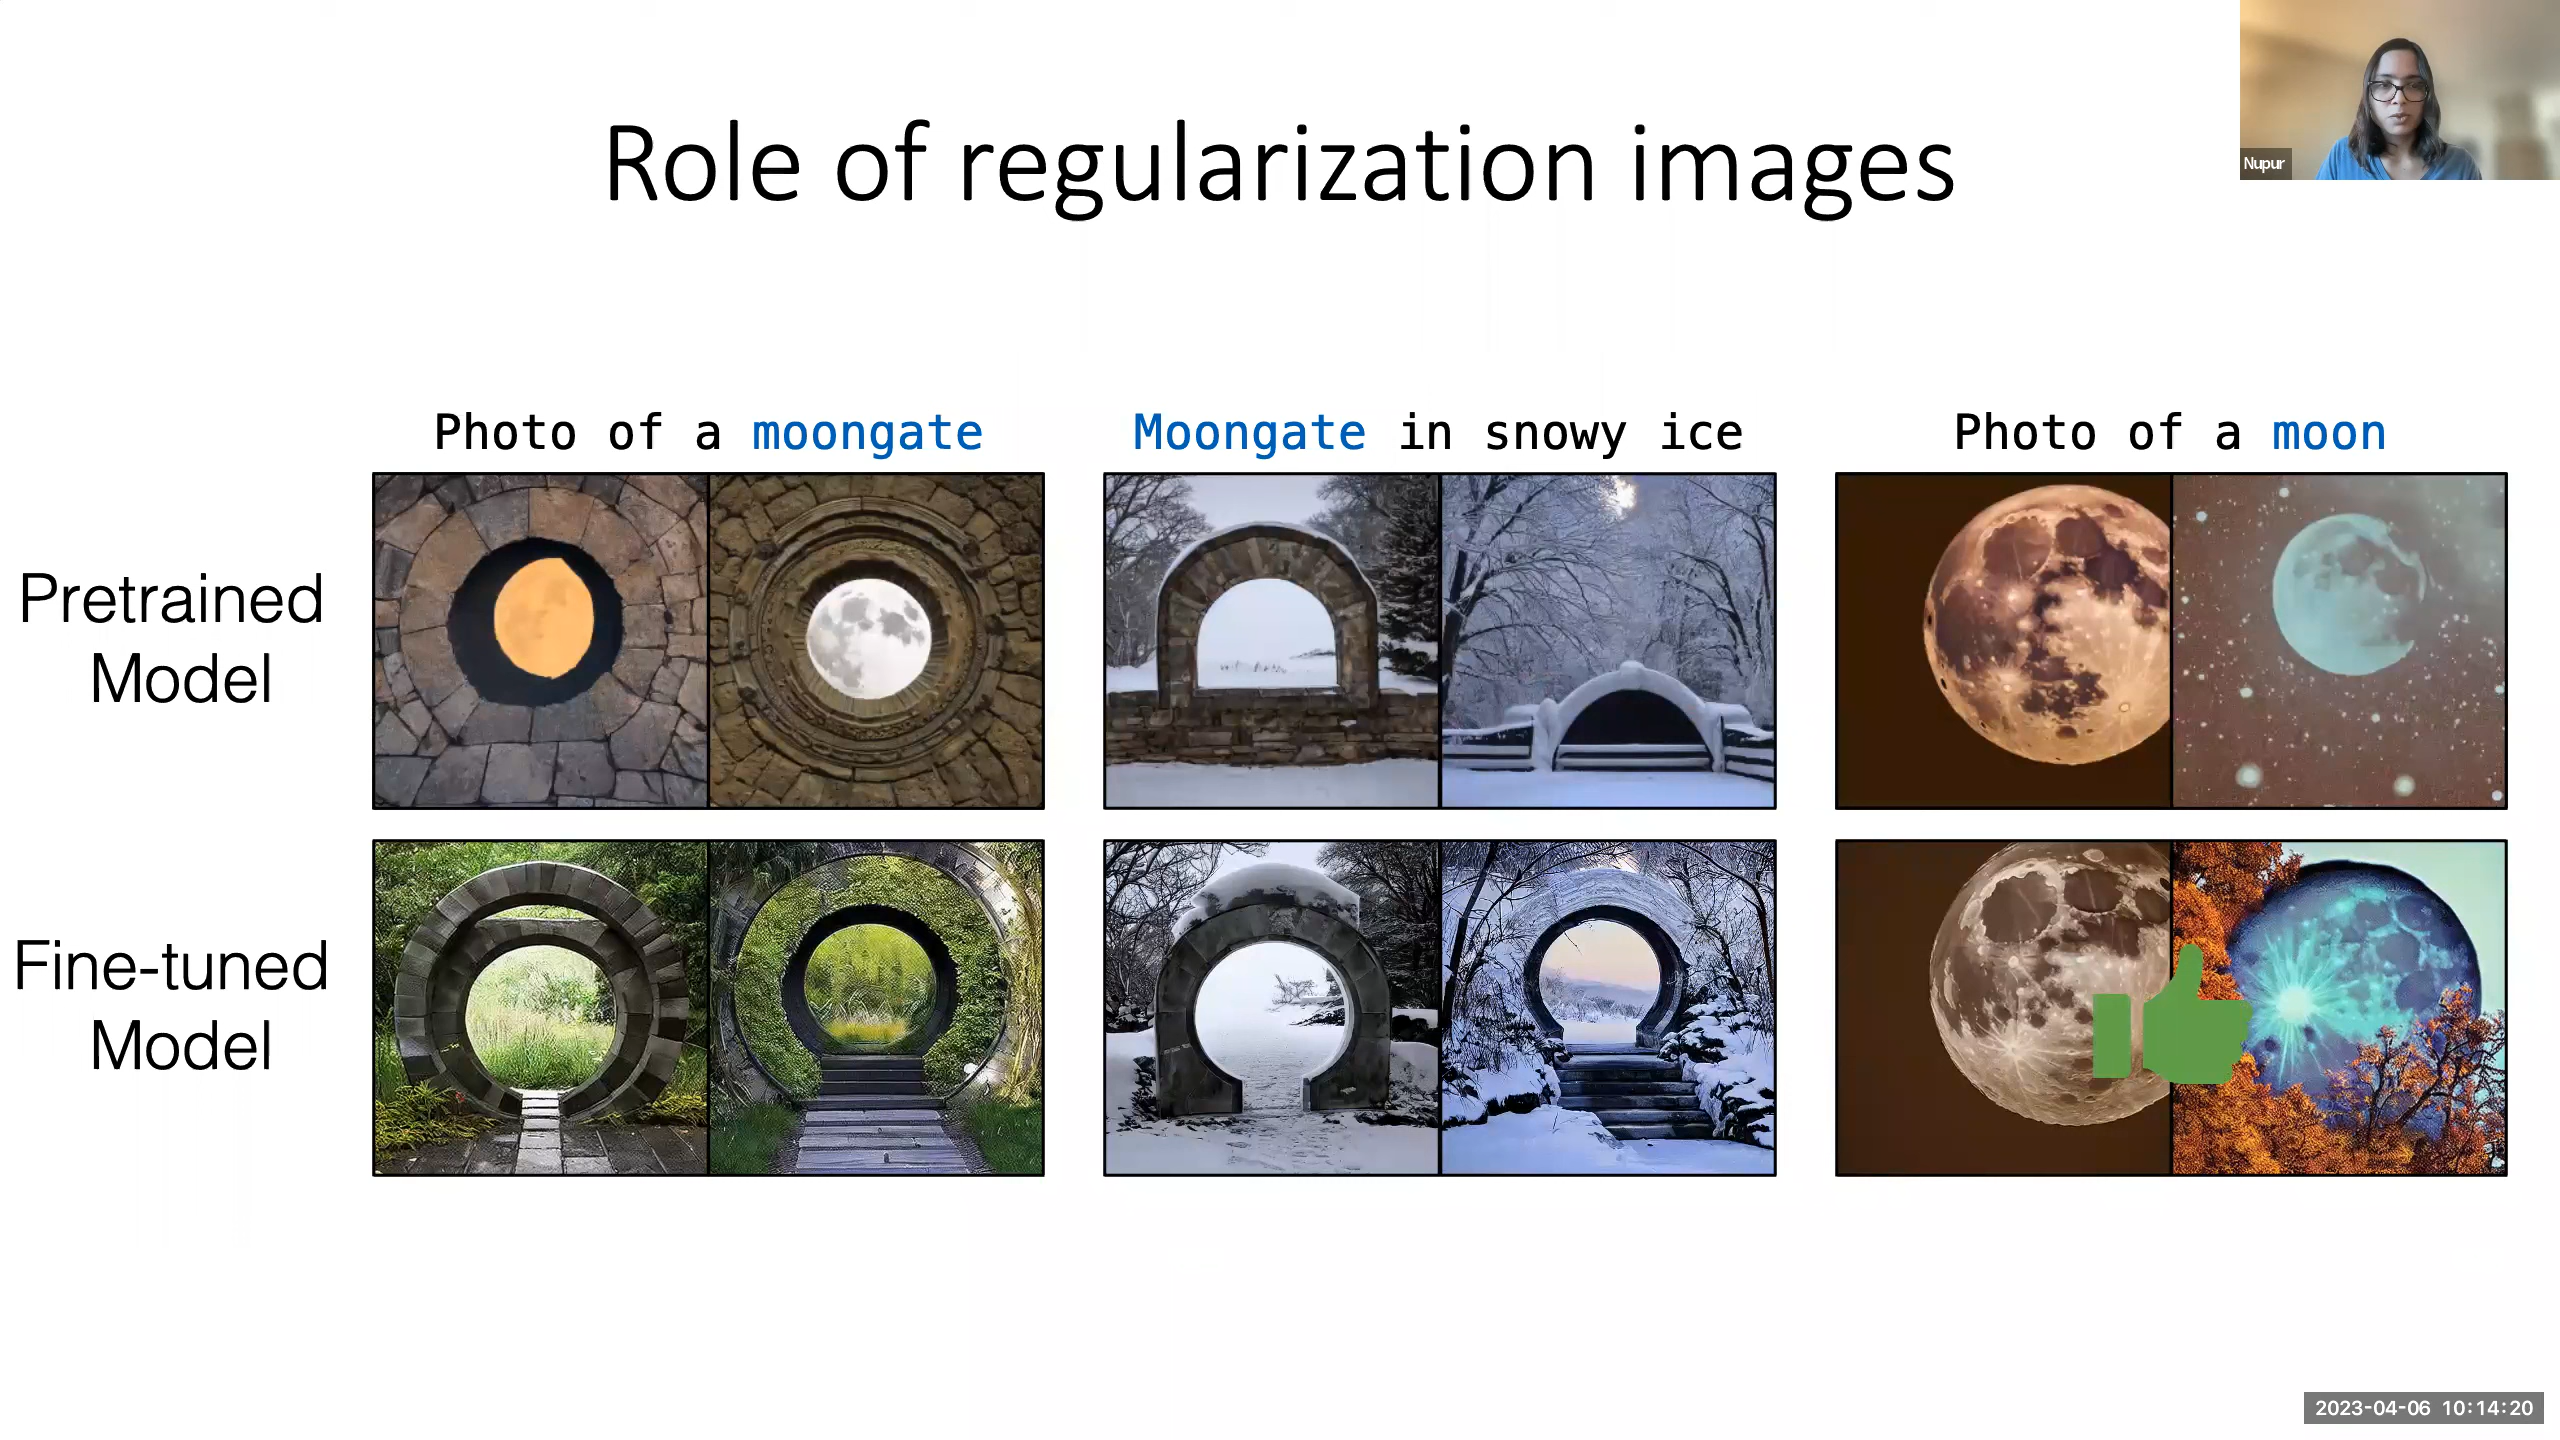 Role of regularization images
Nupur
Photo of a moongate
Moongate in snowy ice
Photo of a moon
Pretrained
Model
Fine-tuned
Model
2023-04-06 10:14:20